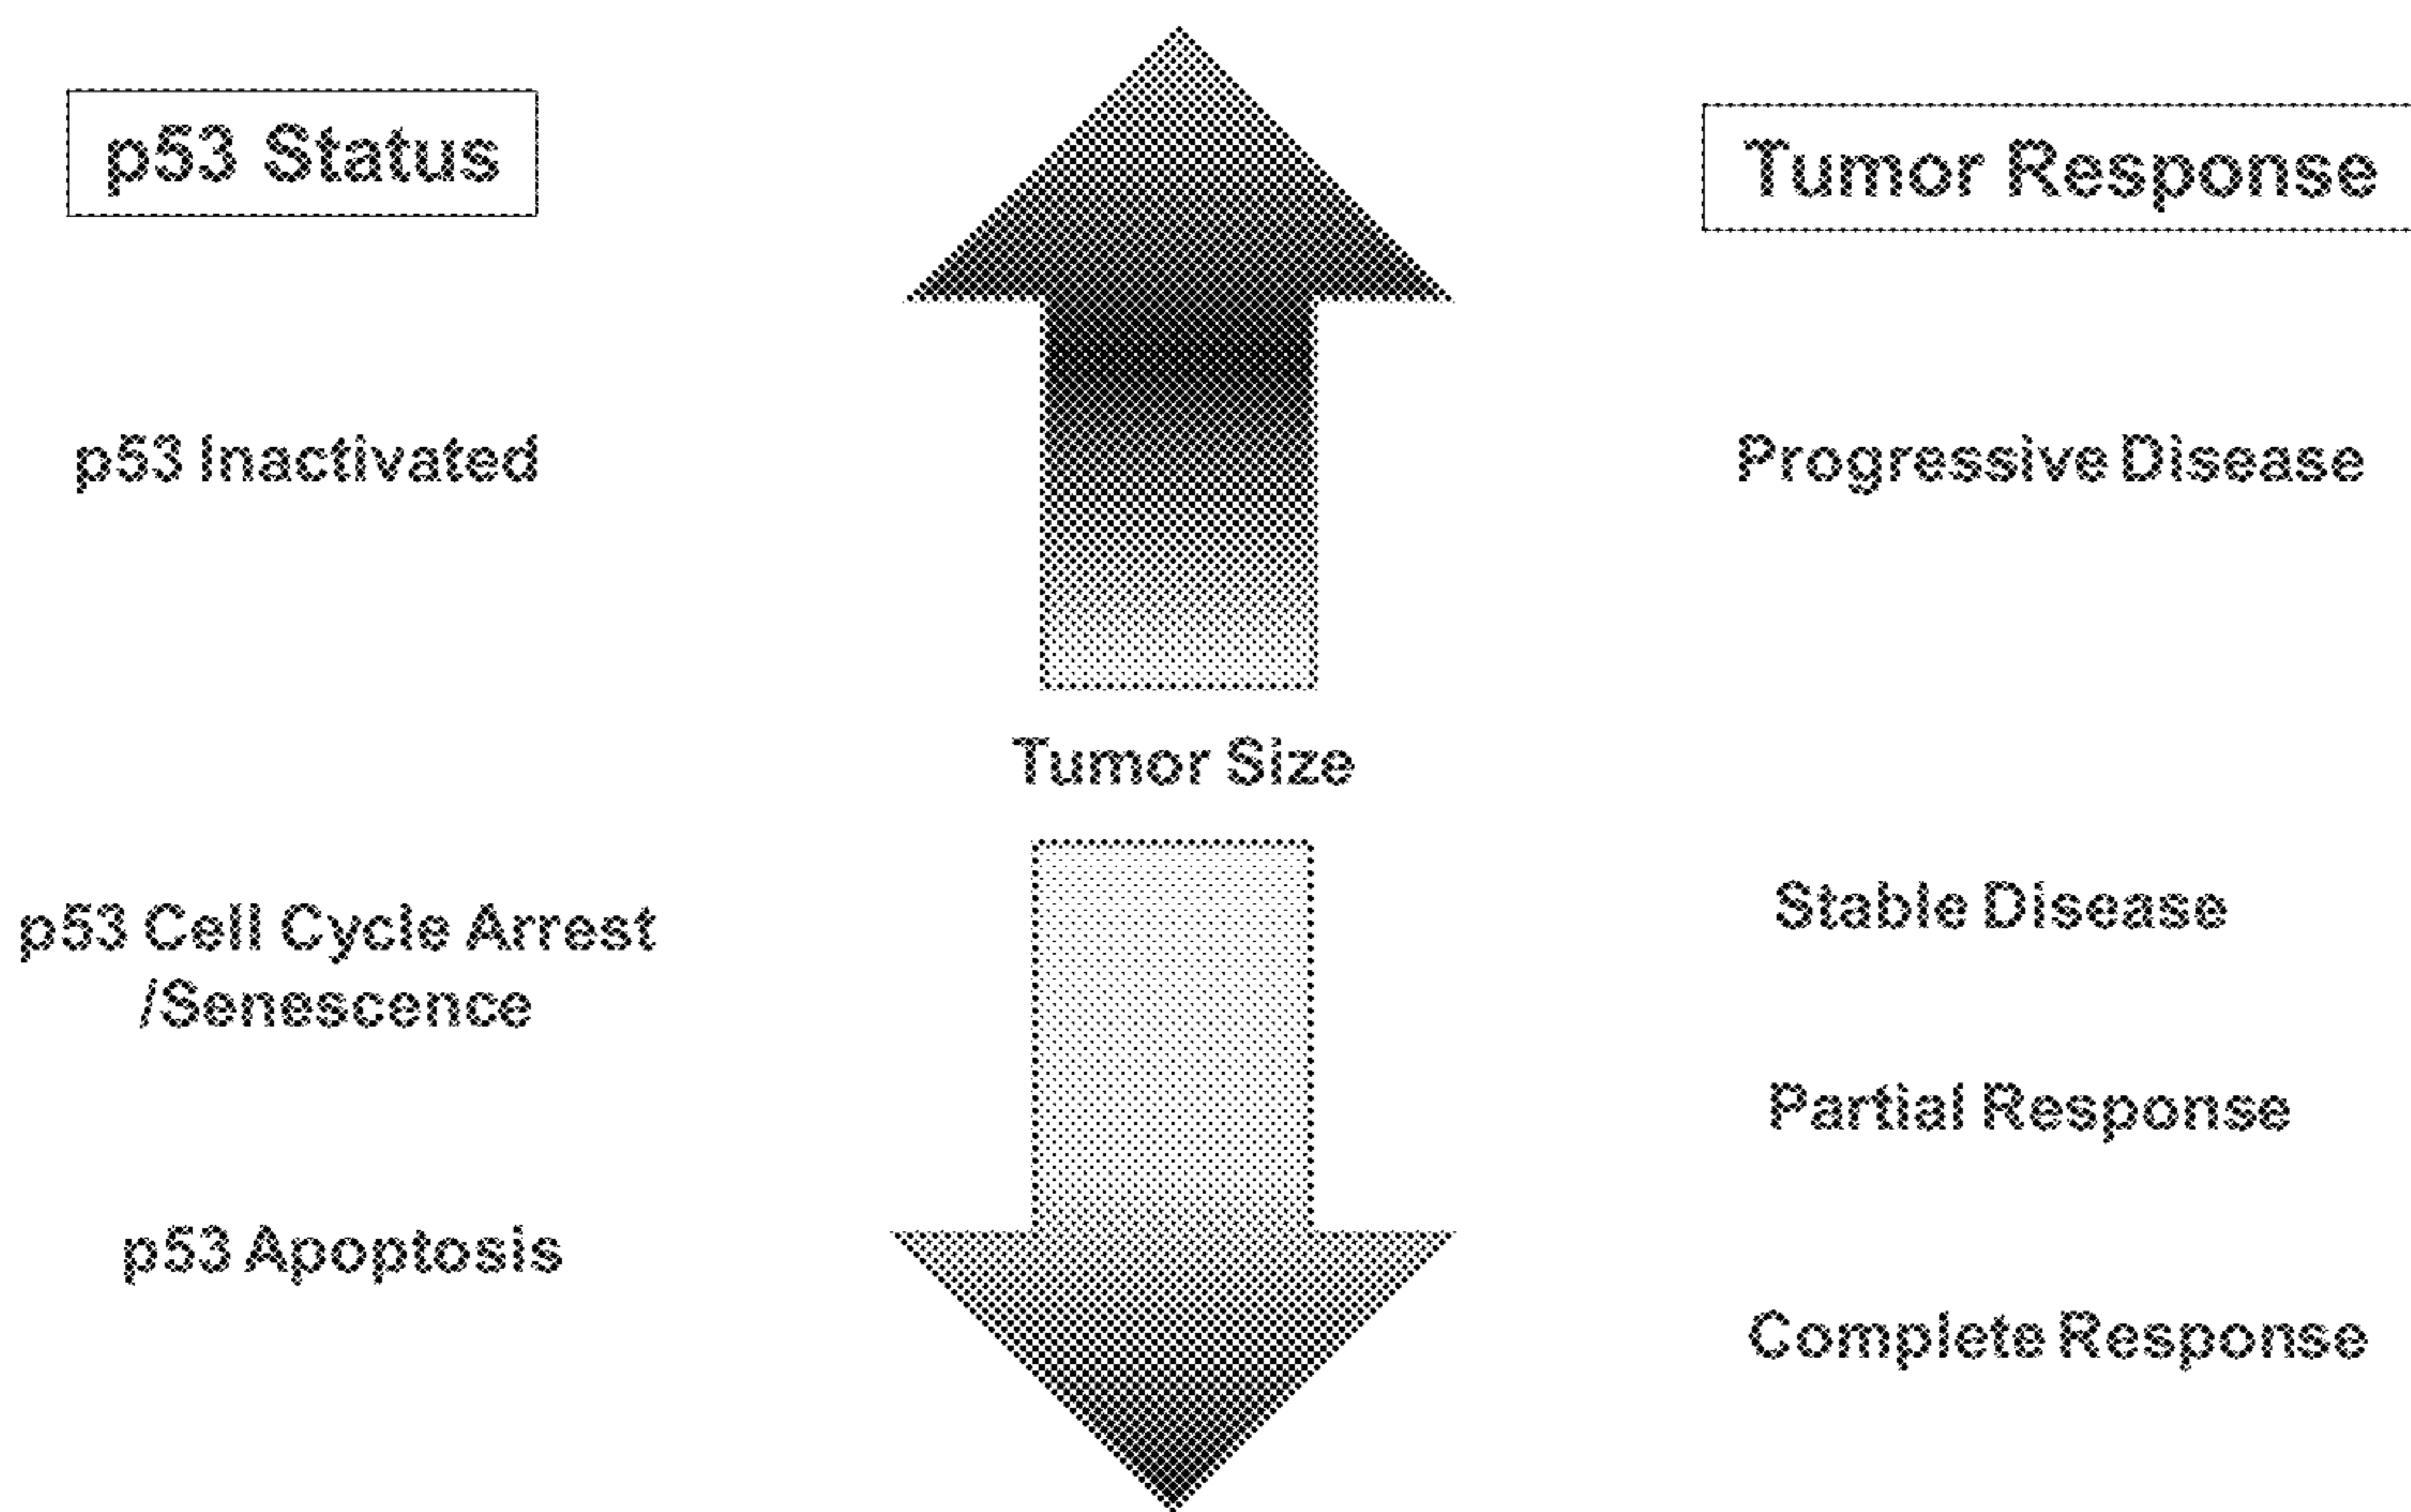 p53 Status
Tumor Response
p53 Inactivated
Progressive Disease
Tumor Size
p53 Cell Cycle Arrest
/Senescence
Stable Disease
Partial Response
p53 Apoptosis
Complete Response